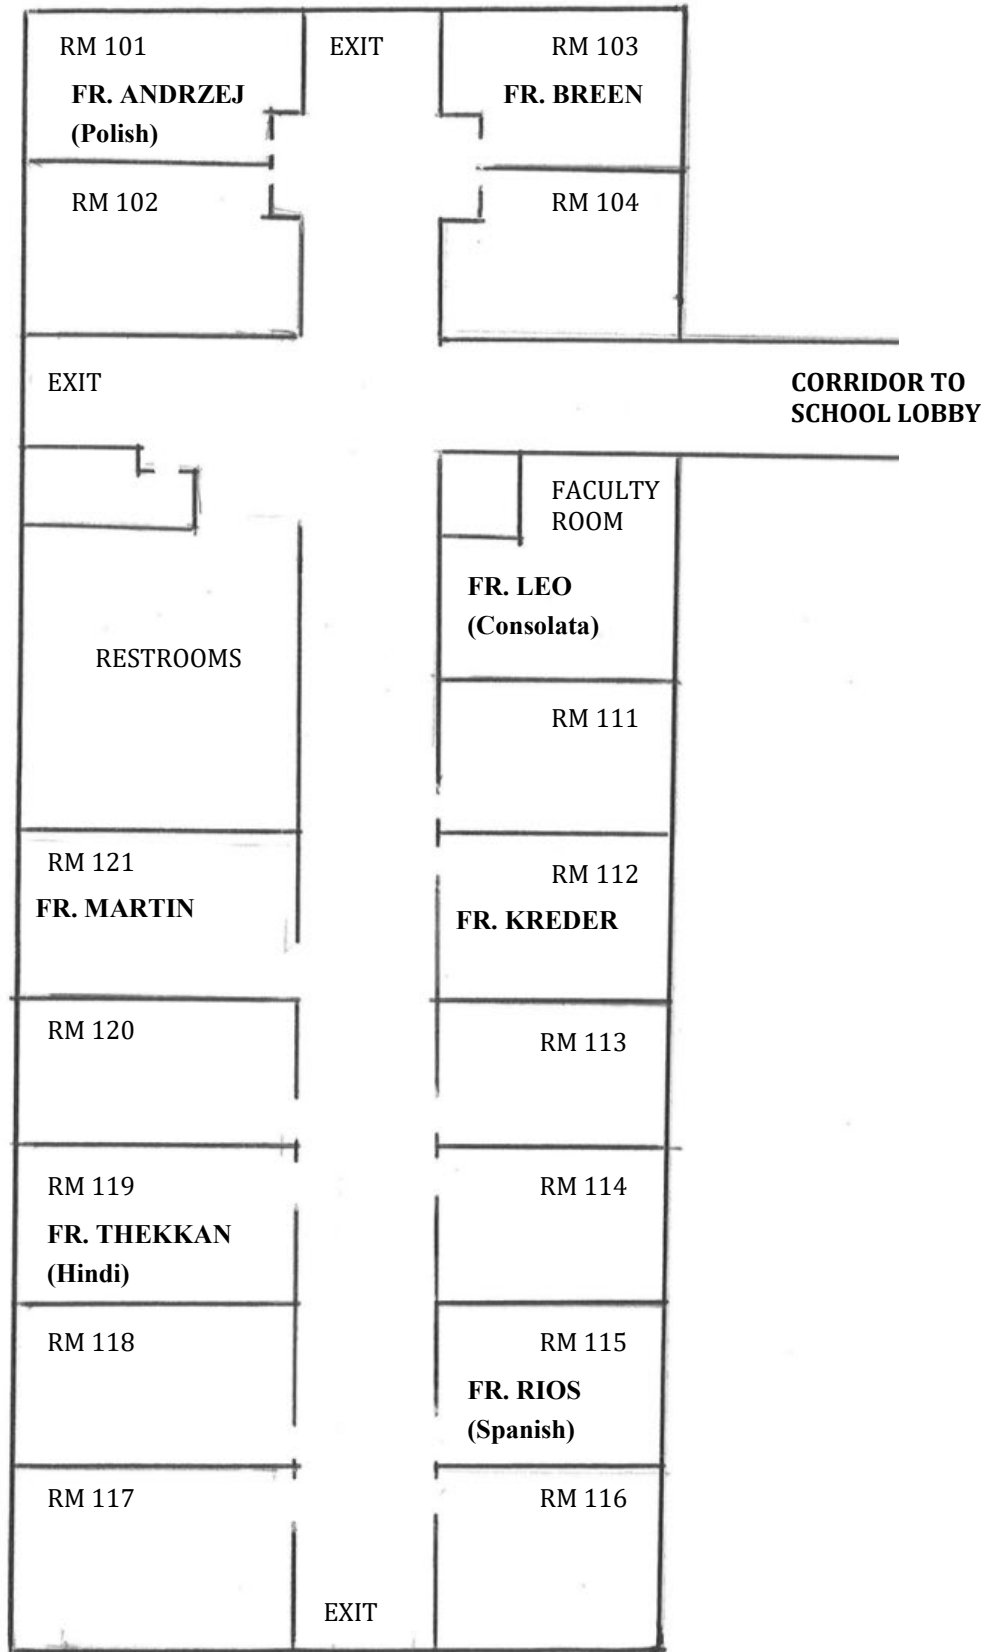 RM 101
EXIT
RM 103
FR. ANDRZEJ
(Polish)
FR. BREEN
RM 102
RM 104
EXIT
CORRIDOR TO
SCHOOL LOBBY
FACULTY
ROOM
FR. LEO
(Consolata)
RESTROOMS
RM 111
RM 121
FR. MARTIN
RM 112
FR. KREDER
RM 120
RM 113
RM 119
FR. THEKKAN
(Hindi)
RM 114
RM 118
RM 115
FR. RIOS
(Spanish)
RM 117
RM 116
EXIT